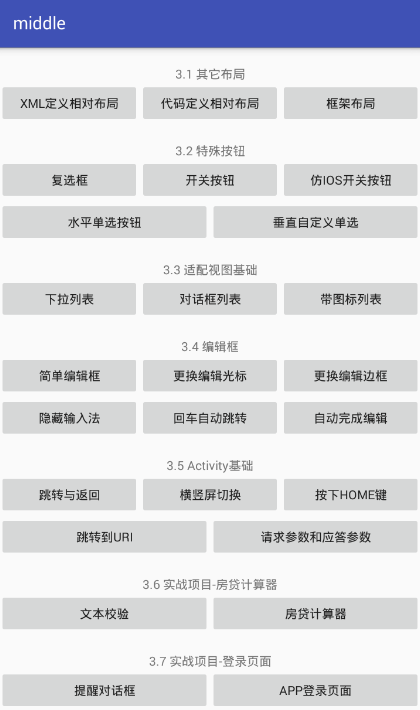 middle
3.1 其它布局
XML定义相对布局 代码定义相对布局 框架布局
3.2 特殊按钮
复选框 开关按钮 仿IOS开关按钮
水平单选按钮 垂直自定义单选
3.3 适配视图基础
下拉列表 对话框列表 带图标列表
3.4 编辑框
简单编辑框 更换编辑光标 更换编辑边框
隐藏输入法 回车自动跳转 自动完成编辑
3.5 Activity基础
跳转与返回 横竖屏切换 按下HOME键
跳转到URI 请求参数和应答参数
3.6 实战项目-房贷计算器
文本校验 房贷计算器
3.7 实战项目-登录页面
提醒对话框 APP登录页面